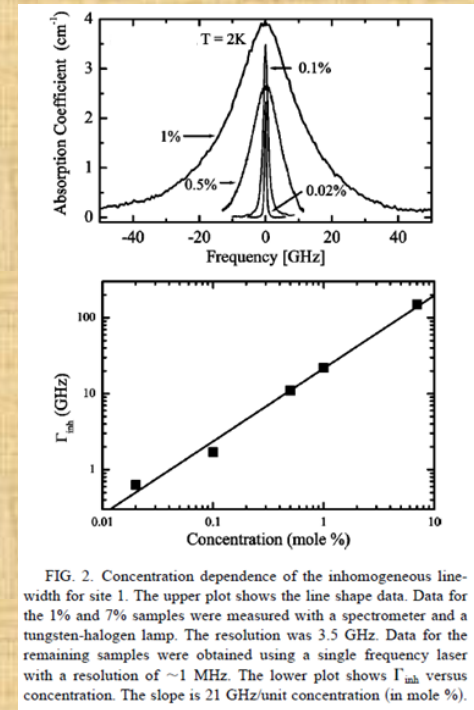 4
T = 2K
0.1%
3
2
1%
1
0.5%
0.02%
0
-40 -20 0 20 40
Absorption Coefficient (cm⁻¹)
Frequency [GHz]
100
10
1
Γinh (GHz)
0.01 0.1 1 10
Concentration (mole %)
FIG. 2. Concentration dependence of the inhomogeneous line-
width for site 1. The upper plot shows the line shape data. Data for
the 1% and 7% samples were measured with a spectrometer and a
tungsten-halogen lamp. The resolution was 3.5 GHz. Data for the
remaining samples were obtained using a single frequency laser
with a resolution of ~1 MHz. The lower plot shows Γinh versus
concentration. The slope is 21 GHz/unit concentration (in mole %).